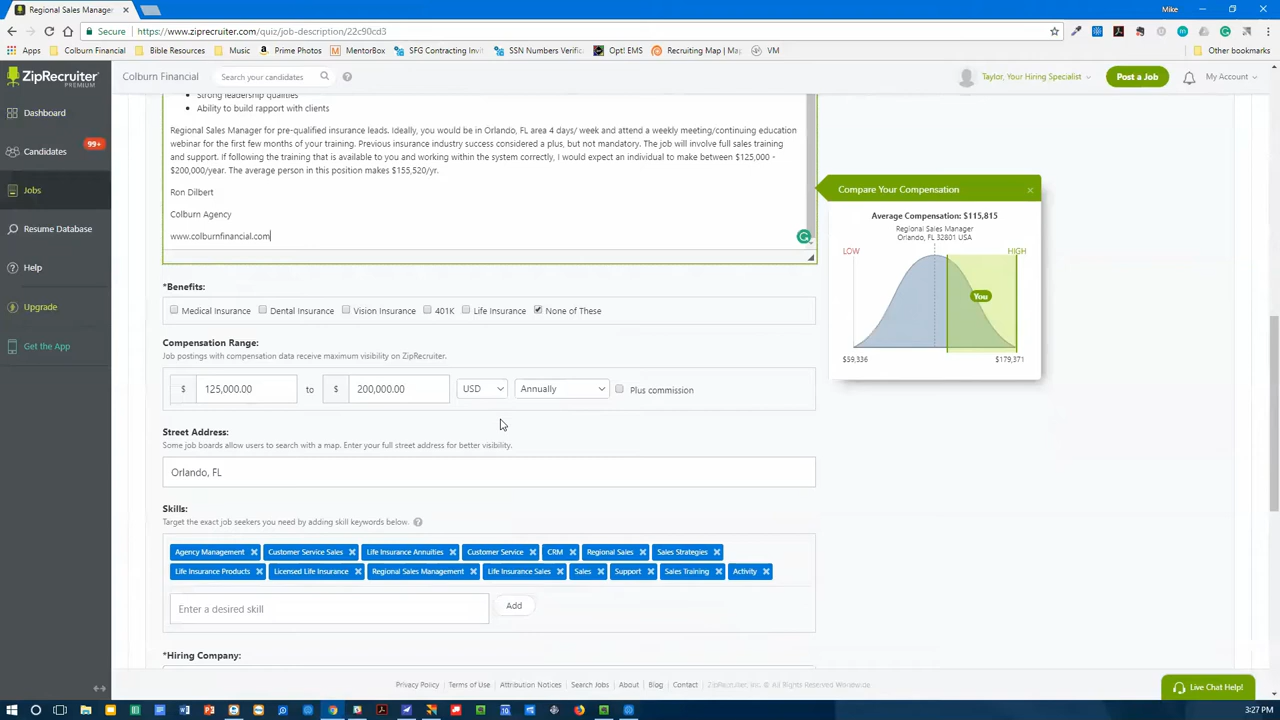 Regional Sales Manager
Mike
Secure
https://www.ziprecruiter.com/quiz/job-description/22c90cd3
Apps
Colburn Financial
Bible Resources
Music
Prime Photos
MentorBox
SFG Contracting Invi
SSN Numbers Verific
Opt! EMS
Recruiting Map | Ma
VM
Other bookmarks
ZipRecruiter
PREMIUM
Colburn Financial
Search your candidates
Taylor, Your Hiring Specialist
Post a Job
My Account
Dashboard
Candidates
99+
Jobs
Resume Database
Help
Upgrade
Get the App
Strong leadership qualities
Ability to build rapport with clients
Regional Sales Manager for pre-qualified insurance leads. Ideally, you would be in Orlando, FL area 4 days/ week and attend a weekly meeting/continuing education
webinar for the first few months of your training. Previous insurance industry success considered a plus, but not mandatory. The job will involve full sales training
and support. If following the training that is available to you and working within the system correctly, I would expect an individual to make between $125,000 -
$200,000/year. The average person in this position makes $155,520/yr.
Ron Dilbert
Colburn Agency
www.colburnfinancial.com
Compare Your Compensation
Average Compensation: $115,815
Regional Sales Manager
Orlando, FL 32801 USA
LOW
HIGH
You
$59,336
$179,371
*Benefits:
Medical Insurance
Dental Insurance
Vision Insurance
401K
Life Insurance
None of These
Compensation Range:
Job postings with compensation data receive maximum visibility on ZipRecruiter.
$ 125,000.00 to $ 200,000.00 USD Annually Plus commission
Street Address:
Some job boards allow users to search with a map. Enter your full street address for better visibility.
Orlando, FL
Skills:
Target the exact job seekers you need by adding skill keywords below.
Agency Management
Customer Service Sales
Life Insurance Annuities
Customer Service
CRM
Regional Sales
Sales Strategies
Life Insurance Products
Licensed Life Insurance
Regional Sales Management
Life Insurance Sales
Sales
Support
Sales Training
Activity
Enter a desired skill
Add
*Hiring Company:
Privacy Policy
Terms of Use
Attribution Notices
Search Jobs
About
Blog
Contact
ZipRecruiter, Inc. © All Rights Reserved Worldwide
Live Chat Help!
3:27 PM